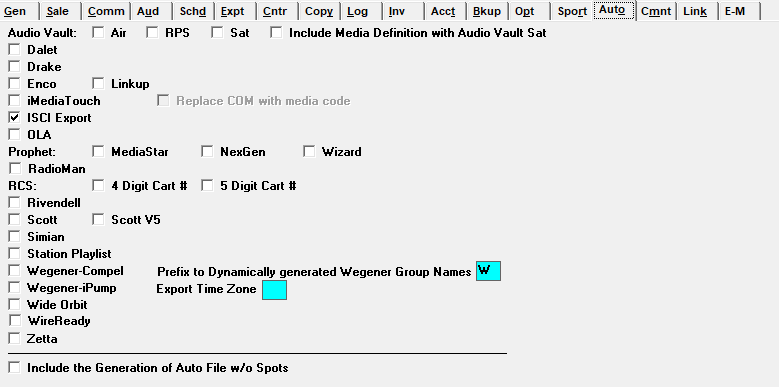 Gen Sale Comm Aud Schd Expt Cntr Copy Log Inv Acct Bkup Opt Sport Auto Cmnt Link E-M
Audio Vault: Air RPS Sat Include Media Definition with Audio Vault Sat
Dalet
Drake
Enco Linkup
iMediaTouch Replace COM with media code
ISCI Export
OLA
Prophet: MediaStar NexGen Wizard
RadioMan
RCS: 4 Digit Cart # 5 Digit Cart #
Rivendell
Scott Scott V5
Simian
Station Playlist
Wegener-Compel Prefix to Dynamically generated Wegener Group Names W
Wegener-iPump Export Time Zone
Wide Orbit
WireReady
Zetta
Include the Generation of Auto File w/o Spots